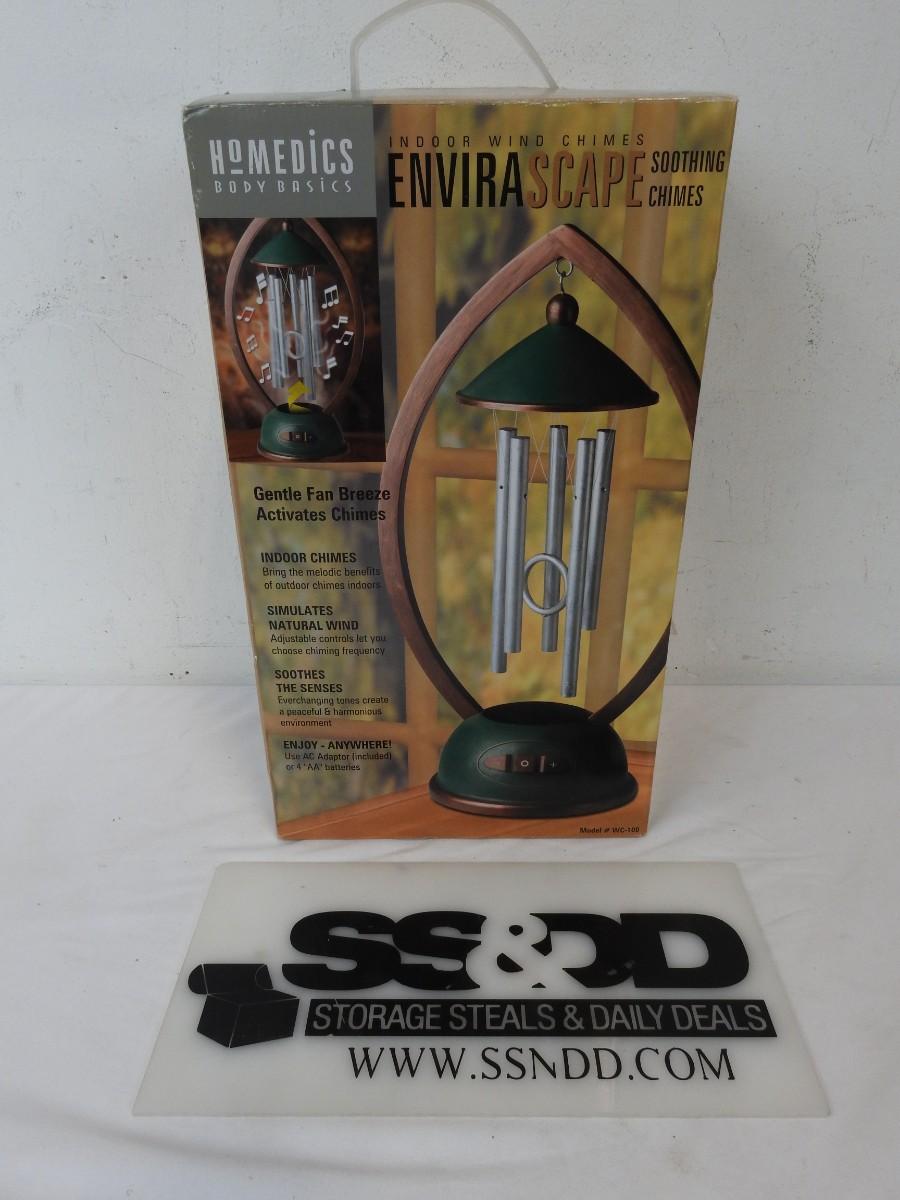 HoMEDiCS
BODY BASiCS
INDOOR WIND CHIMES
ENVIRASCAPE SOOTHING
CHIMES
Gentle Fan Breeze
Activates Chimes
INDOOR CHIMES
Bring the melodic benefits
of outdoor chimes indoors
SIMULATES
NATURAL WIND
Adjustable controls let you
choose chiming frequency
SOOTHES
THE SENSES
Everchanging tones create
a peaceful & harmonious
environment
ENJOY - ANYWHERE!
Use AC Adaptor (included)
or 4 "AA" batteries
- O +
Model # WC-100
SS&DD
STORAGE STEALS & DAILY DEALS
WWW.SSNDD.COM